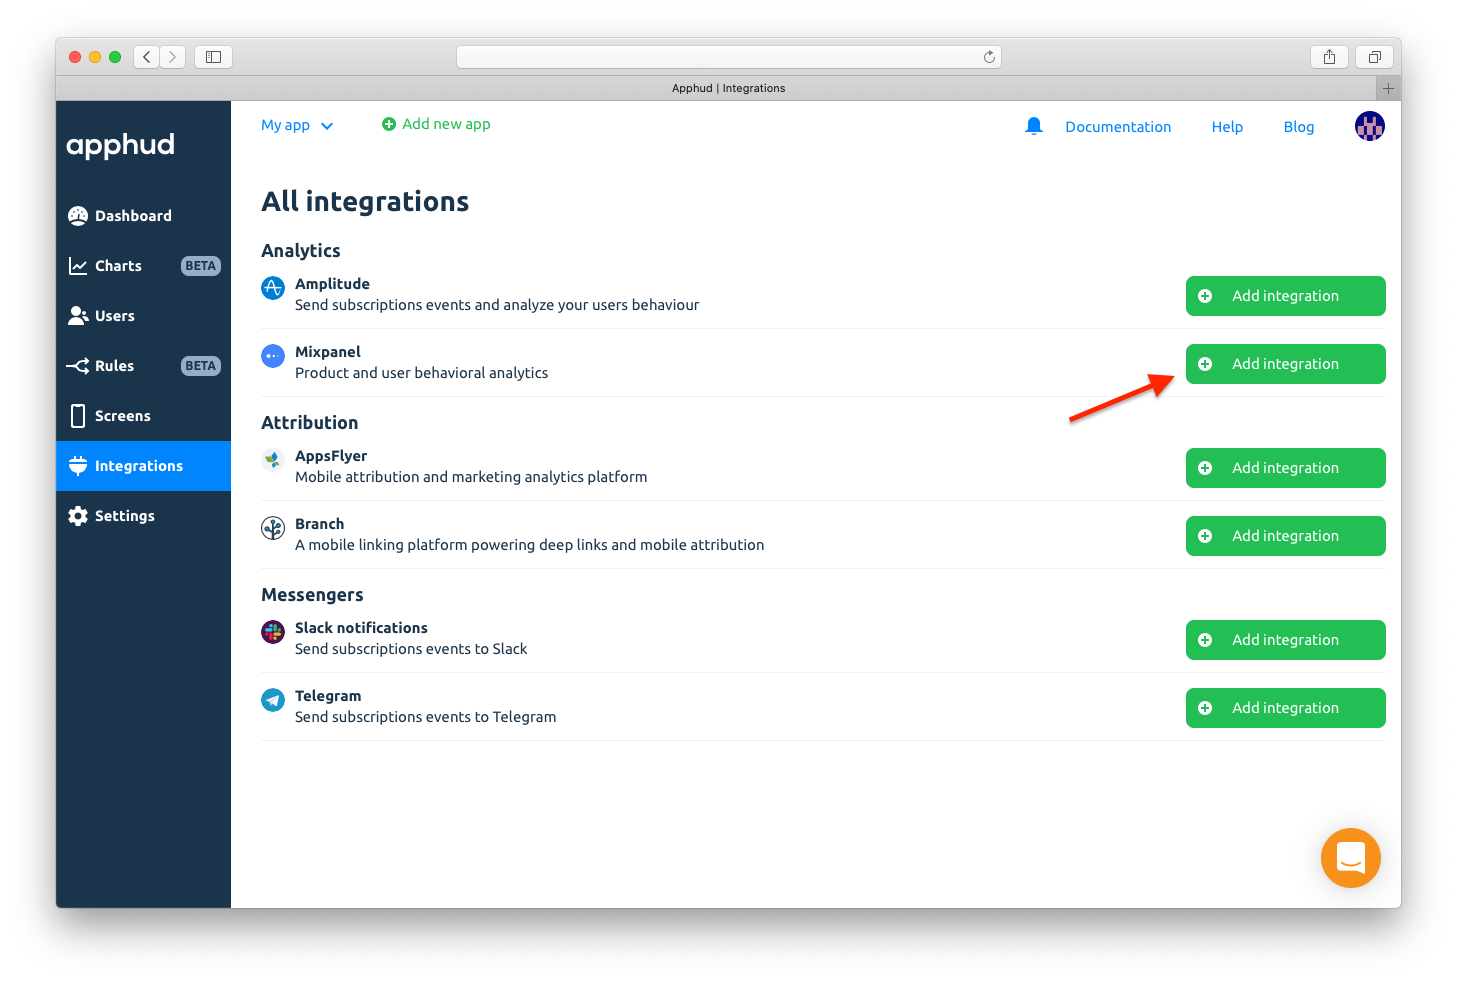 Apphud | Integrations
apphud
My app
Add new app
Documentation
Help
Blog
Dashboard
Charts BETA
Users
Rules BETA
Screens
Integrations
Settings
All integrations
Analytics
Amplitude
Send subscriptions events and analyze your users behaviour
Add integration
Mixpanel
Product and user behavioral analytics
Add integration
Attribution
AppsFlyer
Mobile attribution and marketing analytics platform
Add integration
Branch
A mobile linking platform powering deep links and mobile attribution
Add integration
Messengers
Slack notifications
Send subscriptions events to Slack
Add integration
Telegram
Send subscriptions events to Telegram
Add integration